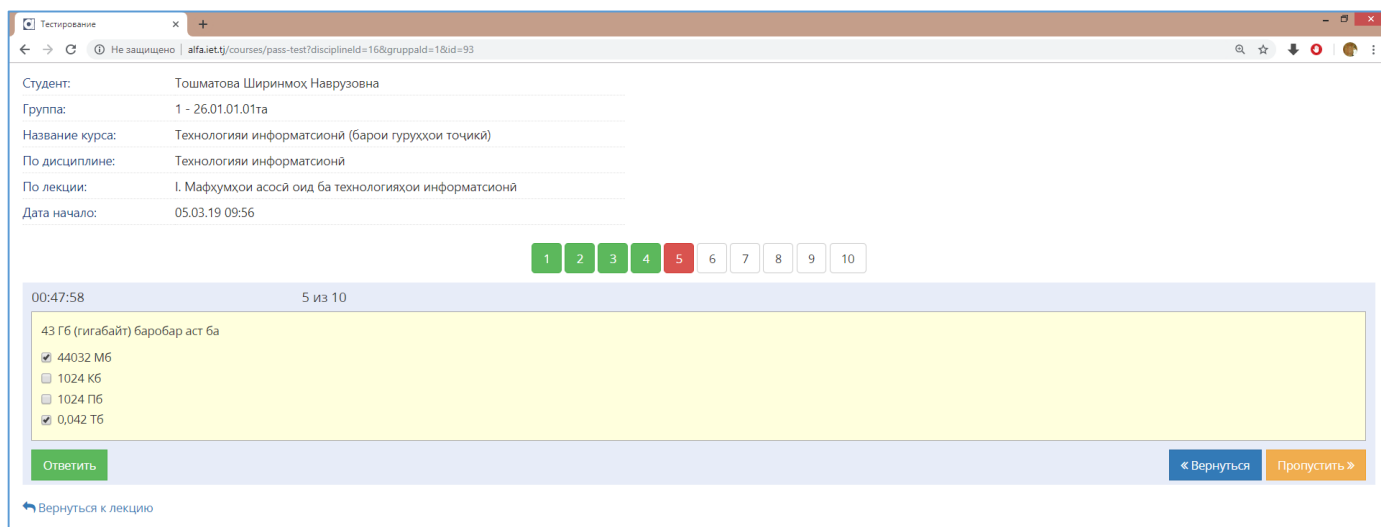 Тестирование
Не защищено | alfa.iet.tj/courses/pass-test?disciplineId=16&gruppaId=1&id=93
Студент: Тошматова Ширинмоҳ Наврузовна
Группа: 1 - 26.01.01.01та
Название курса: Технологияи информатсионӣ (барои гуруҳҳои тоҷикӣ)
По дисциплине: Технологияи информатсионӣ
По лекции: I. Мафҳумҳои асосӣ оид ба технологияҳои информатсионӣ
Дата начало: 05.03.19 09:56
1 2 3 4 5 6 7 8 9 10
00:47:58 5 из 10
43 Гб (гигабайт) баробар аст ба
44032 Мб
1024 Кб
1024 Пб
0,042 Тб
Ответить « Вернуться Пропустить »
Вернуться к лекцию